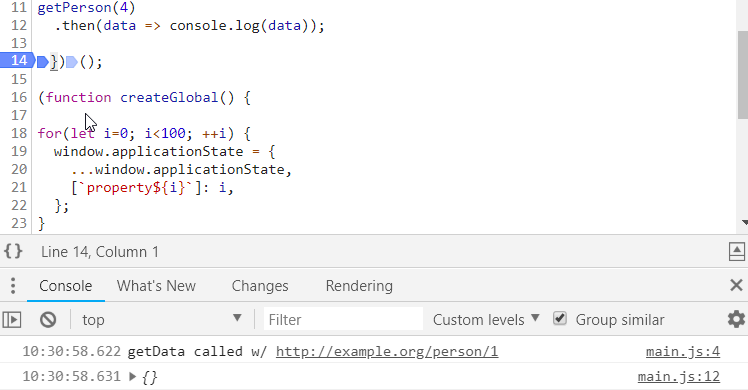 11 getPerson(4)
12   .then(data => console.log(data));
13
14 })();
15
16 (function createGlobal() {
17
18 for(let i=0; i<100; ++i) {
19   window.applicationState = {
20     ...window.applicationState,
21     [`property${i}`]: i,
22   };
23 }
{} Line 14, Column 1
Console What's New Changes Rendering
top Filter Custom levels Group similar
10:30:58.622 getData called w/ http://example.org/person/1 main.js:4
10:30:58.631 {} main.js:12